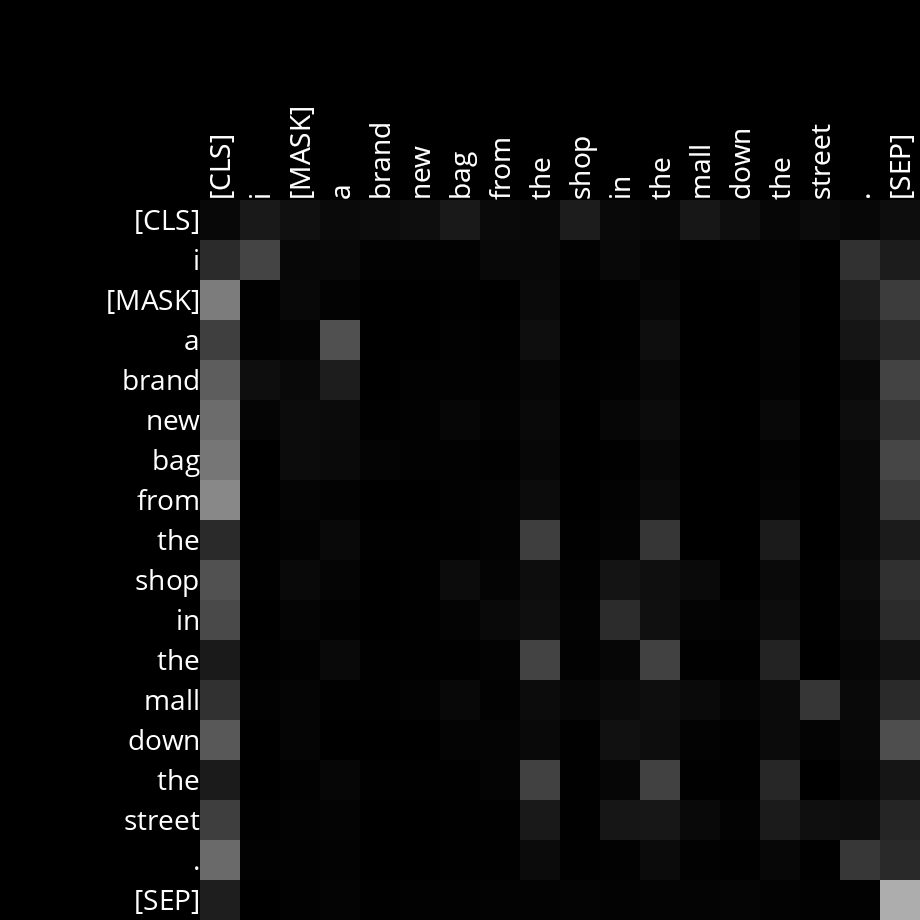 [CLS] i [MASK] a brand new bag from the shop in the mall down the street . [SEP]
[CLS]
i
[MASK]
a
brand
new
bag
from
the
shop
in
the
mall
down
the
street
.
[SEP]